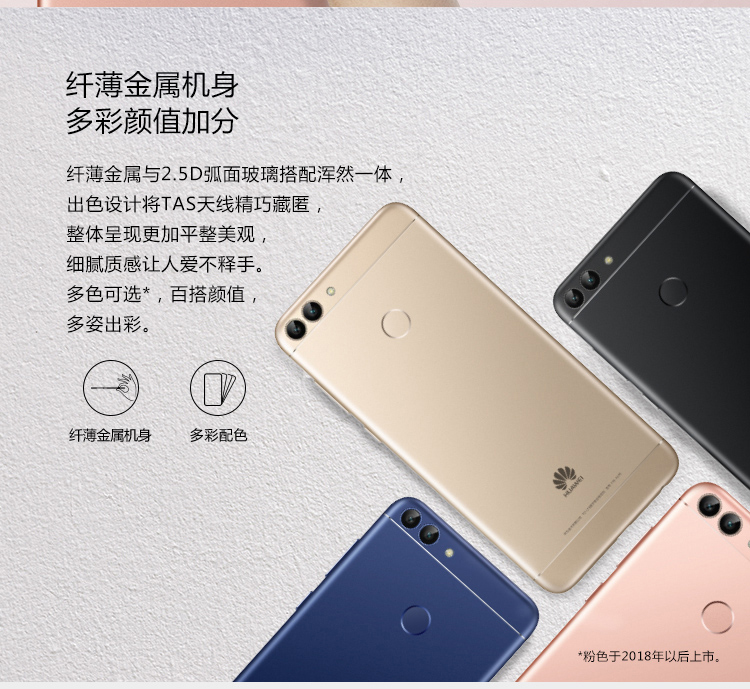 纤薄金属机身
多彩颜值加分
纤薄金属与2.5D弧面玻璃搭配浑然一体，
出色设计将TAS天线精巧藏匿，
整体呈现更加平整美观，
细腻质感让人爱不释手。
多色可选*，百搭颜值，
多姿出彩。
纤薄金属机身 多彩配色
HUAWEI
*粉色于2018年以后上市。